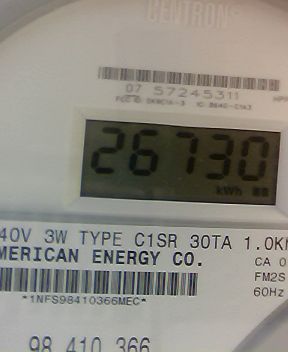 CENTRON®
07 57245311
26730
kWh
40V 3W TYPE C1SR 30TA 1.0K
MERICAN ENERGY CO.
CA 0
FM2S
60Hz
*1NFS98410366MEC*
98 410 366